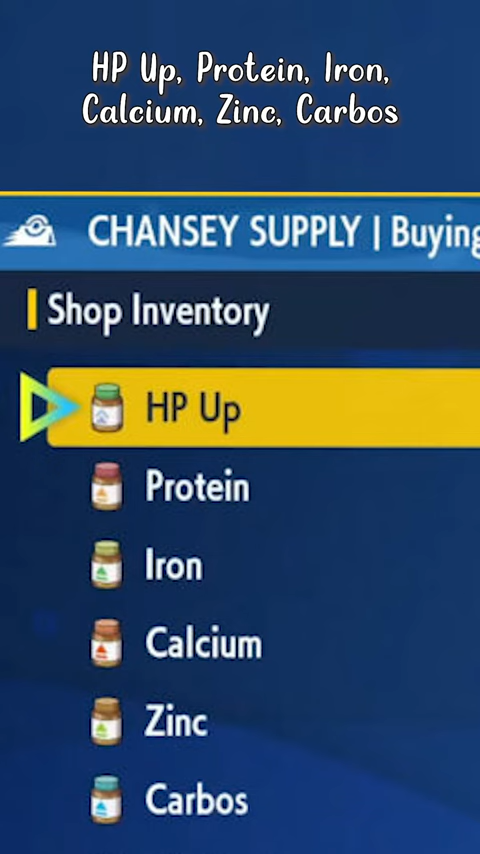 HP Up, Protein, Iron,
Calcium, Zinc, Carbos
CHANSEY SUPPLY | Buying
Shop Inventory
HP Up
Protein
Iron
Calcium
Zinc
Carbos